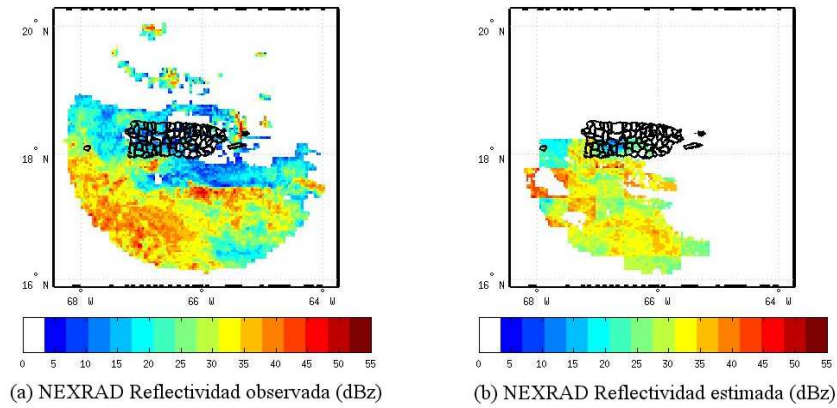 20° N
18° N
16° N
68° W
66° W
64° W
0 5 10 15 20 25 30 35 40 45 50 55
(a) NEXRAD Reflectividad observada (dBz)
20° N
18° N
16° N
68° W
66° W
64° W
0 5 10 15 20 25 30 35 40 45 50 55
(b) NEXRAD Reflectividad estimada (dBz)